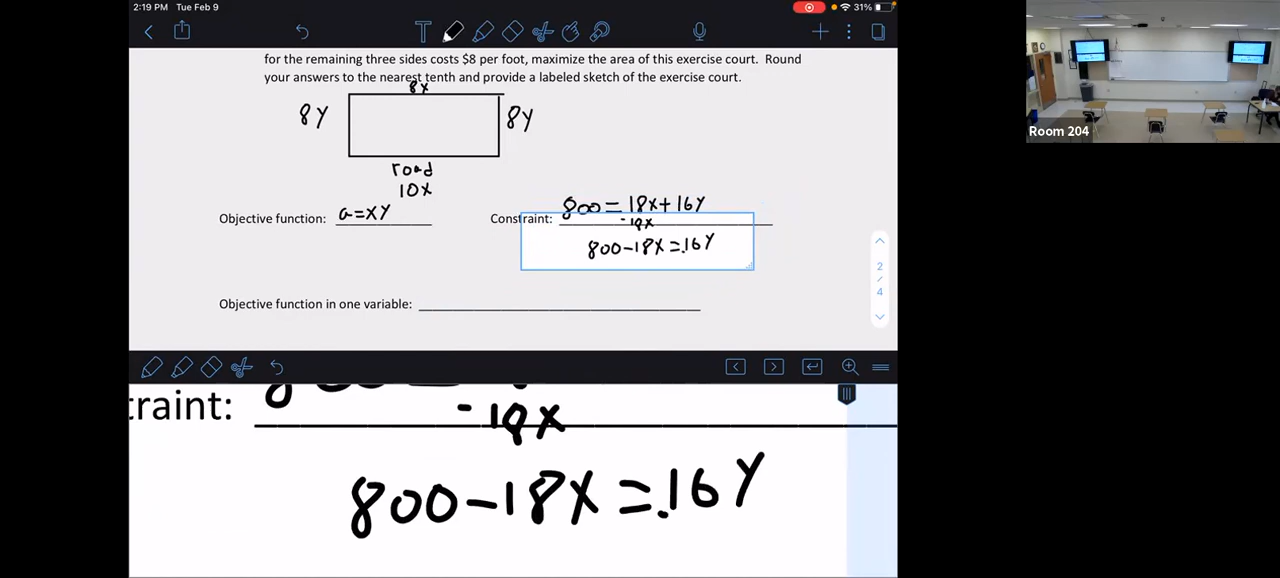 2:19 PM Tue Feb 9
31%
for the remaining three sides costs $8 per foot, maximize the area of this exercise court. Round
your answers to the nearest tenth and provide a labeled sketch of the exercise court.
8x
8y
8y
road
10x
Objective function: a=xy
Constraint: 800=18x+16y
-18x
800-18x=16y
2
/
4
Objective function in one variable:
traint:
-18x
800-18x=16y
Room 204